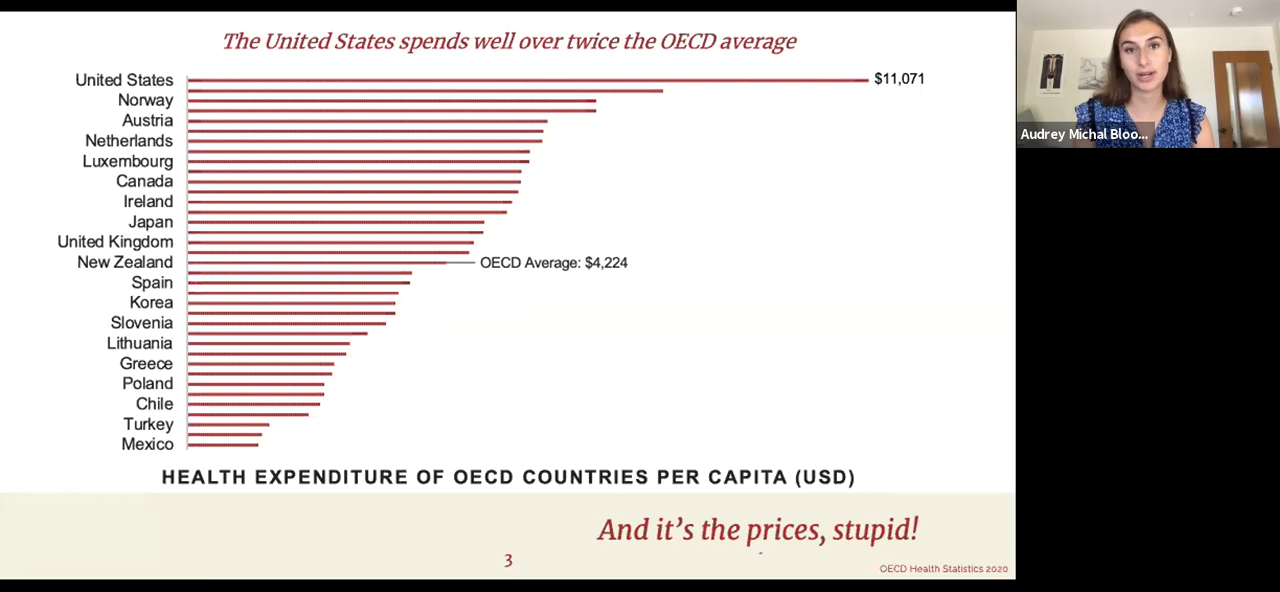 The United States spends well over twice the OECD average
United States
$11,071
Norway
Austria
Netherlands
Luxembourg
Canada
Ireland
Japan
United Kingdom
New Zealand
OECD Average: $4,224
Spain
Korea
Slovenia
Lithuania
Greece
Poland
Chile
Turkey
Mexico
HEALTH EXPENDITURE OF OECD COUNTRIES PER CAPITA (USD)
And it's the prices, stupid!
3
OECD Health Statistics 2020
Audrey Michal Bloo...